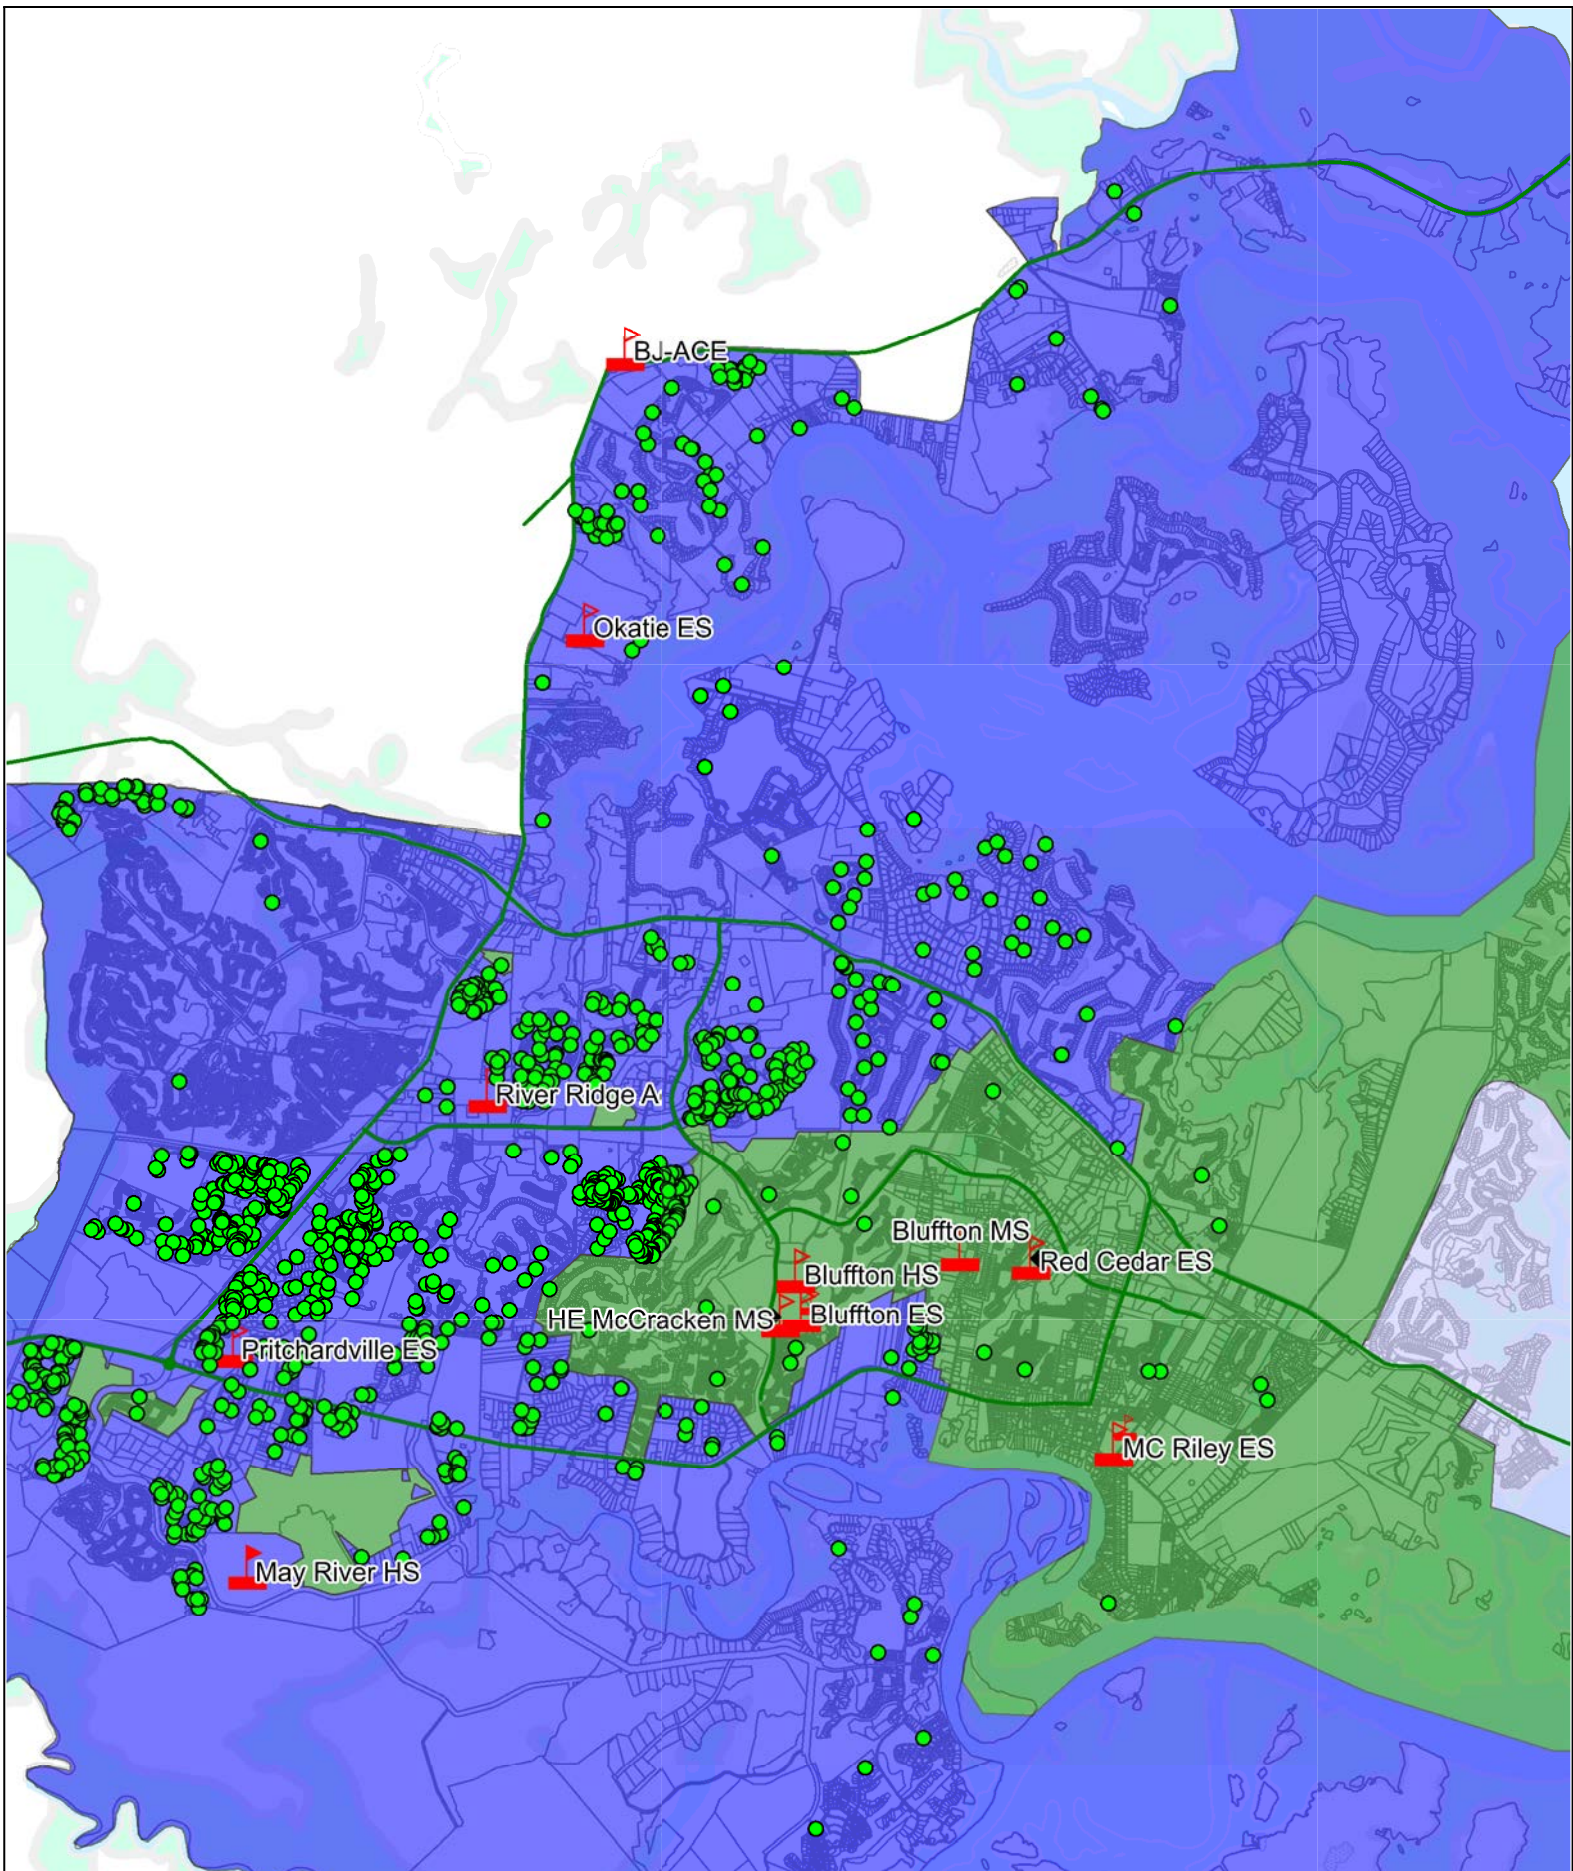 BJ-ACE
Okatie ES
River Ridge A
Bluffton MS
Red Cedar ES
Bluffton HS
HE McCracken MS
Bluffton ES
Pritchardville ES
MC Riley ES
May River HS